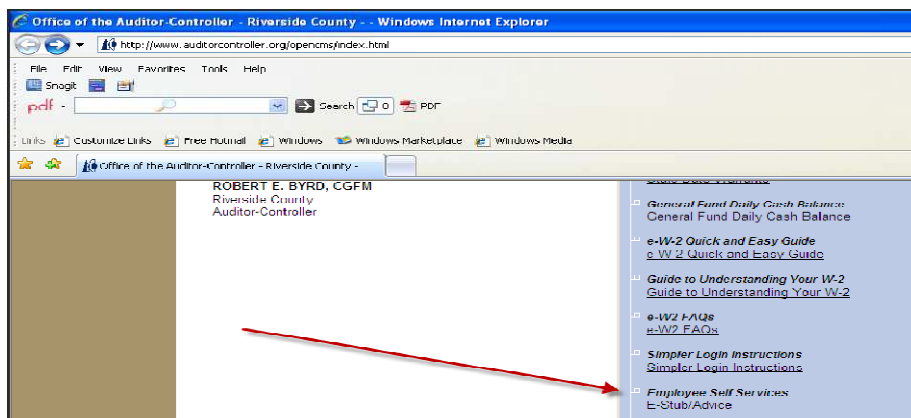 Office of the Auditor-Controller - Riverside County - - Windows Internet Explorer
http://www.auditorcontroller.org/opencms/index.html
File Edit View Favorites Tools Help
Snagit
pdf - Search 0 PDF
Links Customize Links Free Hotmail Windows Windows Marketplace Windows Media
Office of the Auditor-Controller - Riverside County -
ROBERT E. BYRD, CGFM
Riverside County
Auditor-Controller
Stale Date Warrants
General Fund Daily Cash Balance
General Fund Daily Cash Balance
e-W-2 Quick and Easy Guide
e-W-2 Quick and Easy Guide
Guide to Understanding Your W-2
Guide to Understanding Your W-2
e-W2 FAQs
e-W2 FAQs
Simpler Login Instructions
Simpler Login Instructions
Employee Self Services
E-Stub/Advice